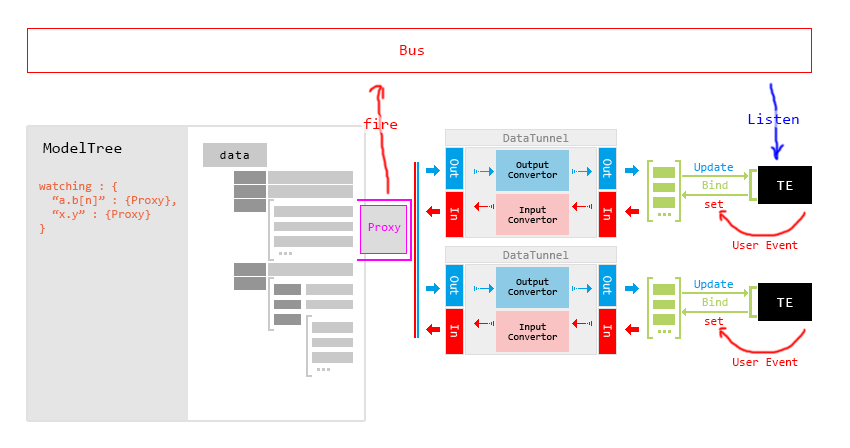 Bus
fire
Listen
ModelTree
data
watching : {
“a.b[n]” : {Proxy},
“x.y” : {Proxy}
}
...
Proxy
...
DataTunnel
Out
Output
Convertor
Out
In
Input
Convertor
In
...
Update
Bind
set
TE
User Event
DataTunnel
Out
Output
Convertor
Out
In
Input
Convertor
In
...
Update
Bind
set
TE
User Event